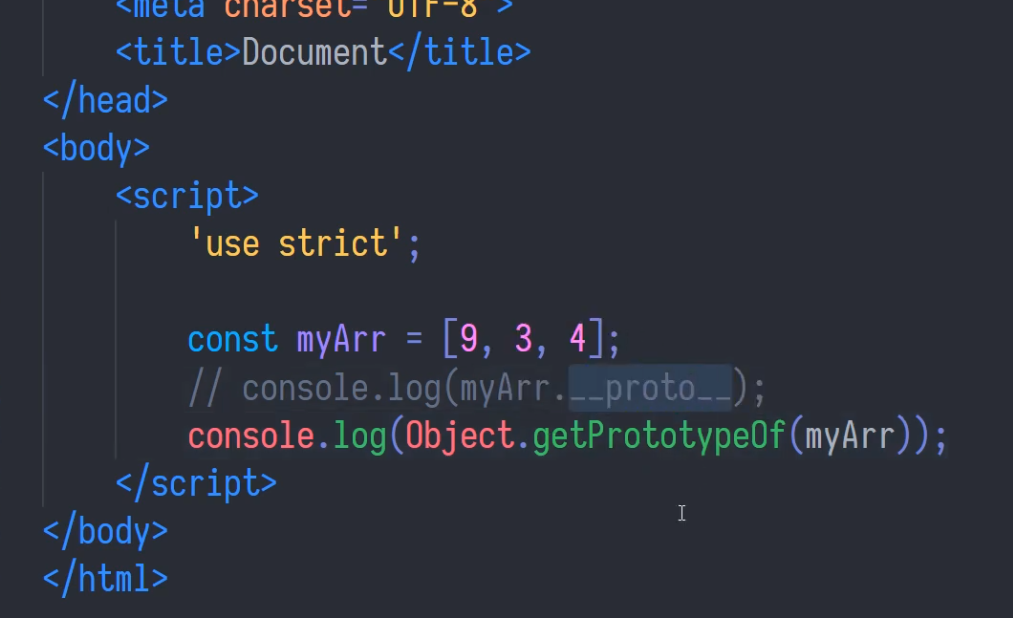 <meta charset="UTF-8">
<title>Document</title>
</head>
<body>
<script>
'use strict';
const myArr = [9, 3, 4];
// console.log(myArr.__proto__);
console.log(Object.getPrototypeOf(myArr));
</script>
</body>
</html>